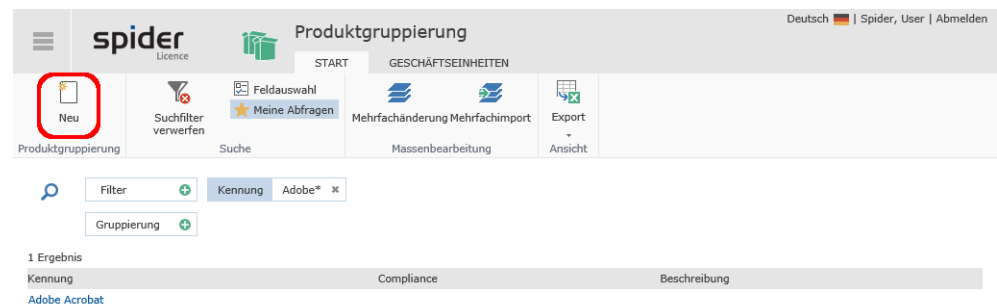 Deutsch | Spider, User | Abmelden
spider
Licence
Produktgruppierung
START GESCHÄFTSEINHEITEN
Neu
Produktgruppierung
Suchfilter
verwerfen
Feldauswahl
Meine Abfragen
Suche
Mehrfachänderung Mehrfachimport
Massenbearbeitung
Export
Ansicht
Filter
Kennung Adobe*
Gruppierung
1 Ergebnis
Kennung Compliance Beschreibung
Adobe Acrobat